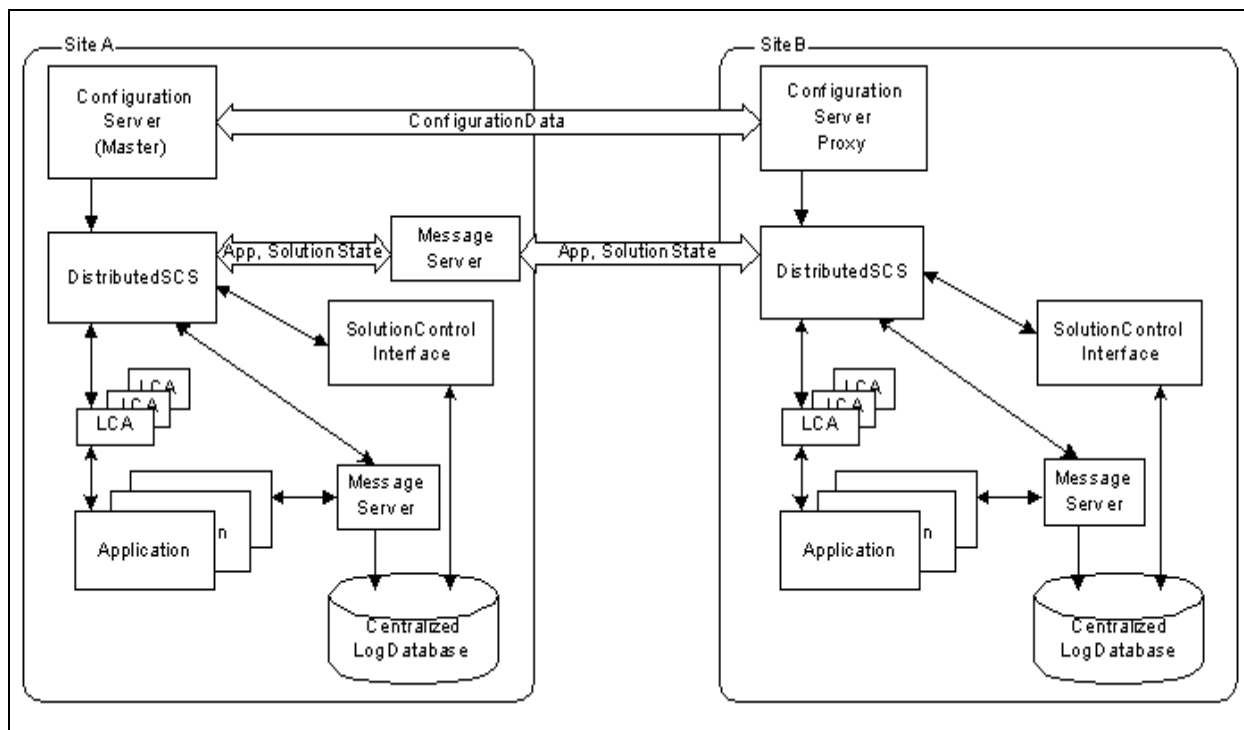 Site A
Configuration
Server
(Master)
ConfigurationData
App, Solution State
Message
Server
App, Solution State
DistributedSCS
SolutionControl
Interface
LCA
LCA
LCA
Message
Server
n
Application
Centralized
LogDatabase
Site B
Configuration
Server
Proxy
DistributedSCS
SolutionControl
Interface
LCA
LCA
LCA
Message
Server
n
Application
Centralized
LogDatabase